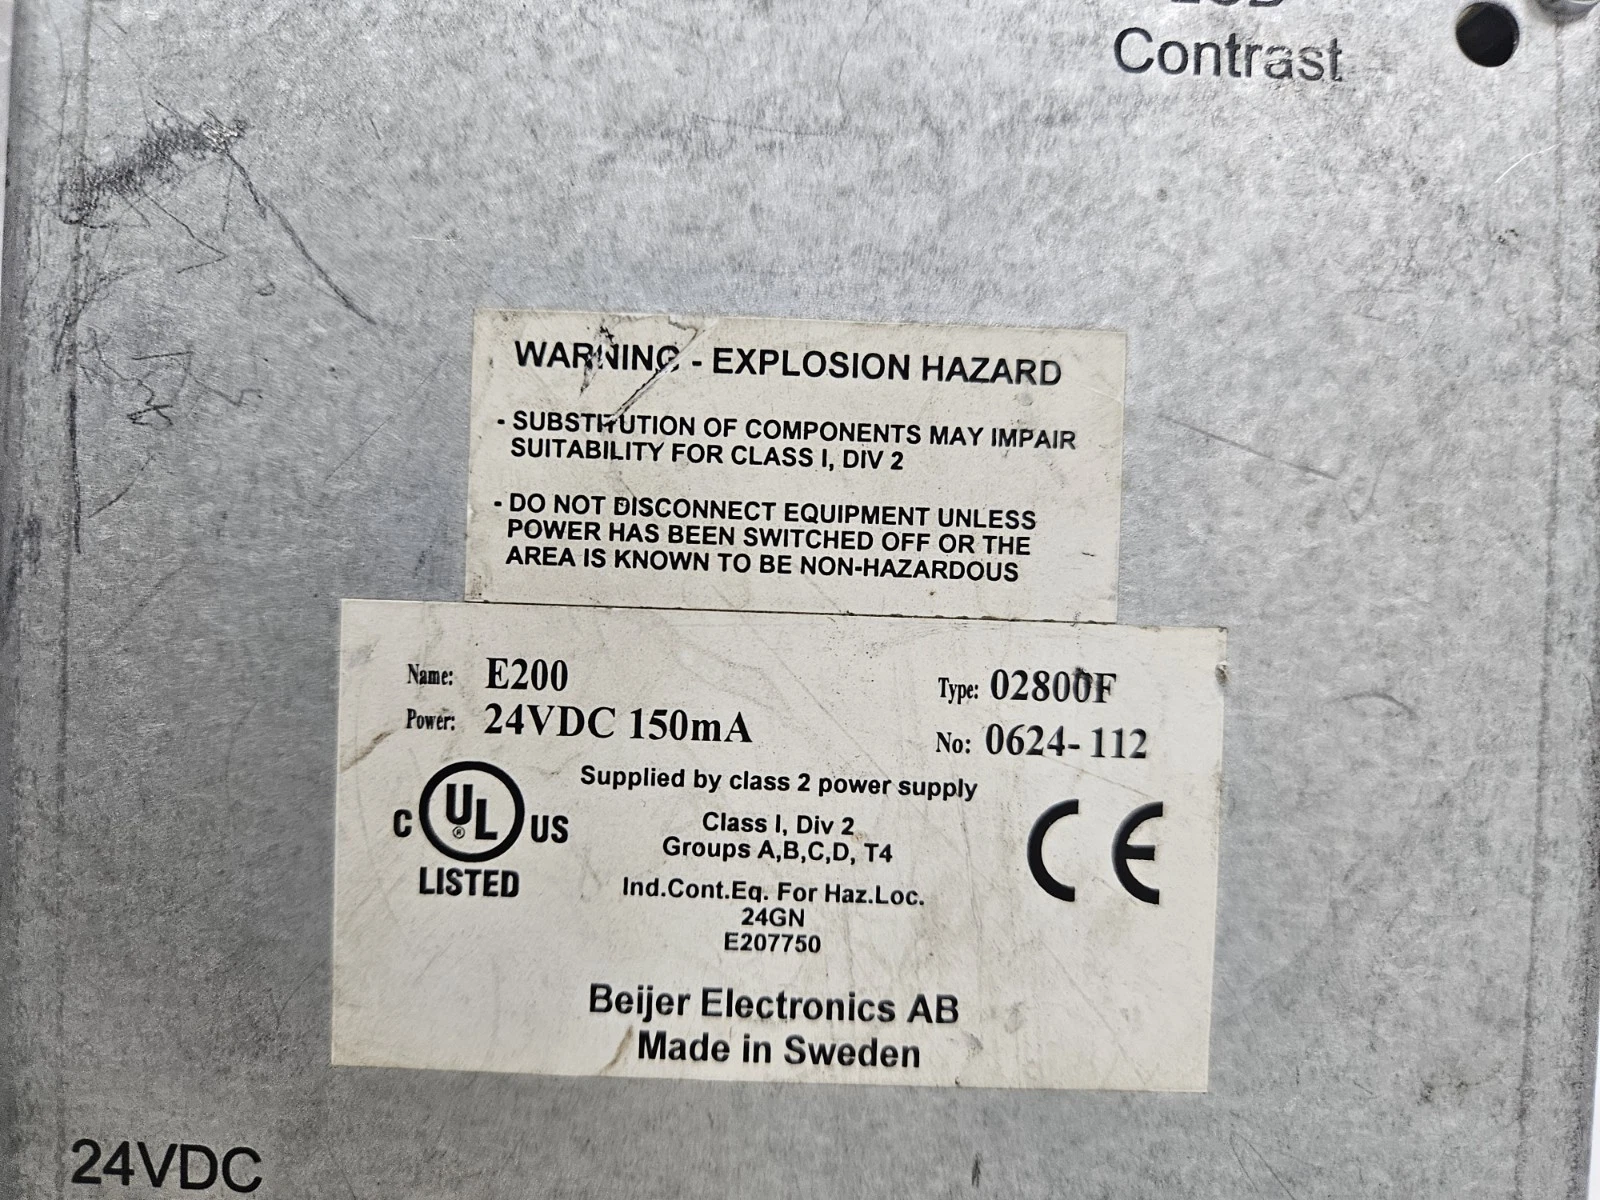 LCD
Contrast
WARNING - EXPLOSION HAZARD
- SUBSTITUTION OF COMPONENTS MAY IMPAIR
SUITABILITY FOR CLASS I, DIV 2
- DO NOT DISCONNECT EQUIPMENT UNLESS
POWER HAS BEEN SWITCHED OFF OR THE
AREA IS KNOWN TO BE NON-HAZARDOUS
Name: E200
Type: 02800F
Power: 24VDC 150mA
No: 0624-112
Supplied by class 2 power supply
C UL ® US
LISTED
Class I, Div 2
Groups A,B,C,D, T4
Ind.Cont.Eq. For Haz.Loc.
24GN
E207750
CE
Beijer Electronics AB
Made in Sweden
24VDC